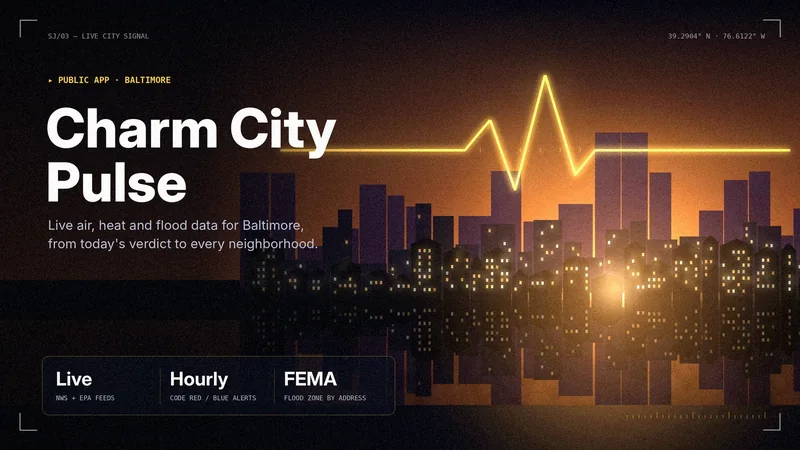 SJ/03 — LIVE CITY SIGNAL
39.2904° N · 76.6122° W
▸ PUBLIC APP · BALTIMORE
Charm City
Pulse
Live air, heat and flood data for Baltimore,
from today's verdict to every neighborhood.
Live
NWS + EPA FEEDS
Hourly
CODE RED / BLUE ALERTS
FEMA
FLOOD ZONE BY ADDRESS